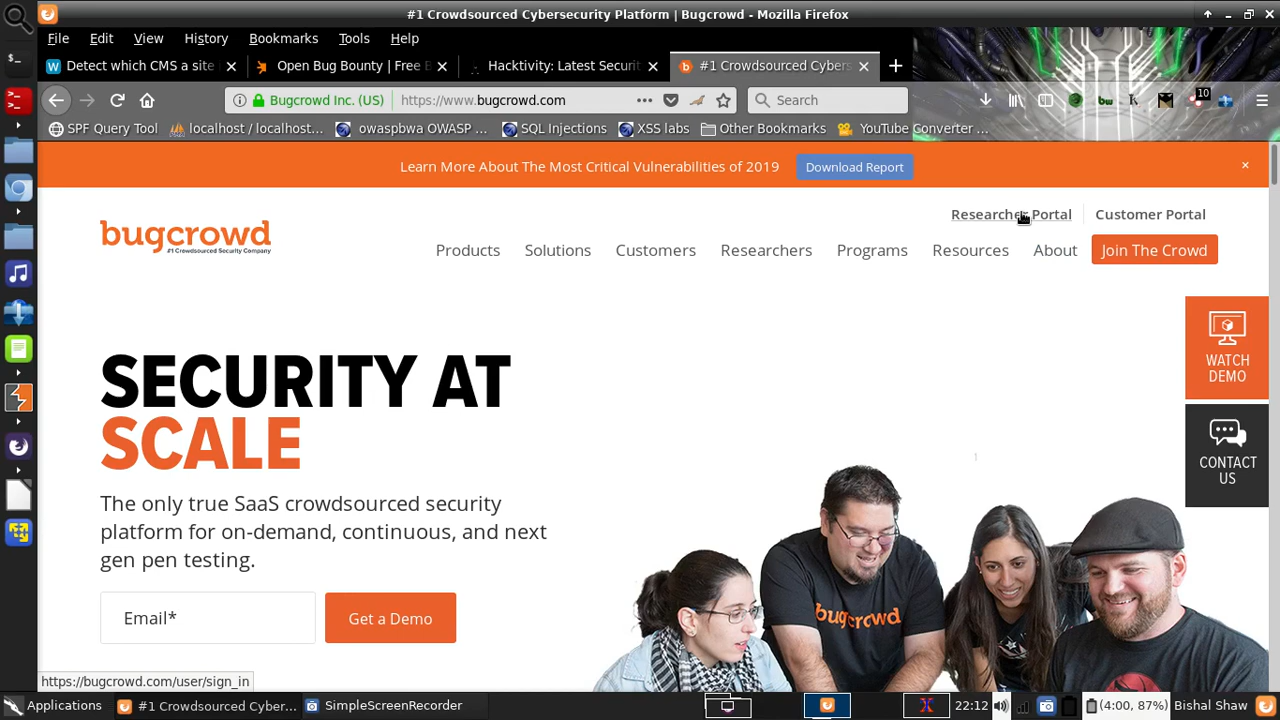 #1 Crowdsourced Cybersecurity Platform | Bugcrowd - Mozilla Firefox
File Edit View History Bookmarks Tools Help
Detect which CMS a site i
Open Bug Bounty | Free B
Hacktivity: Latest Securit
#1 Crowdsourced Cybers
Bugcrowd Inc. (US) https://www.bugcrowd.com
Search
10
SPF Query Tool localhost / localhost... owaspbwa OWASP ... SQL Injections XSS labs Other Bookmarks YouTube Converter ...
Learn More About The Most Critical Vulnerabilities of 2019 Download Report ×
Researcher Portal Customer Portal
bugcrowd
#1 Crowdsourced Security Company
Products Solutions Customers Researchers Programs Resources About Join The Crowd
WATCH
DEMO
CONTACT
US
SECURITY AT
SCALE
The only true SaaS crowdsourced security
platform for on-demand, continuous, and next
gen pen testing.
Email* Get a Demo
bugcrowd
https://bugcrowd.com/user/sign_in
Applications #1 Crowdsourced Cyber... SimpleScreenRecorder 22:12 (4:00, 87%) Bishal Shaw